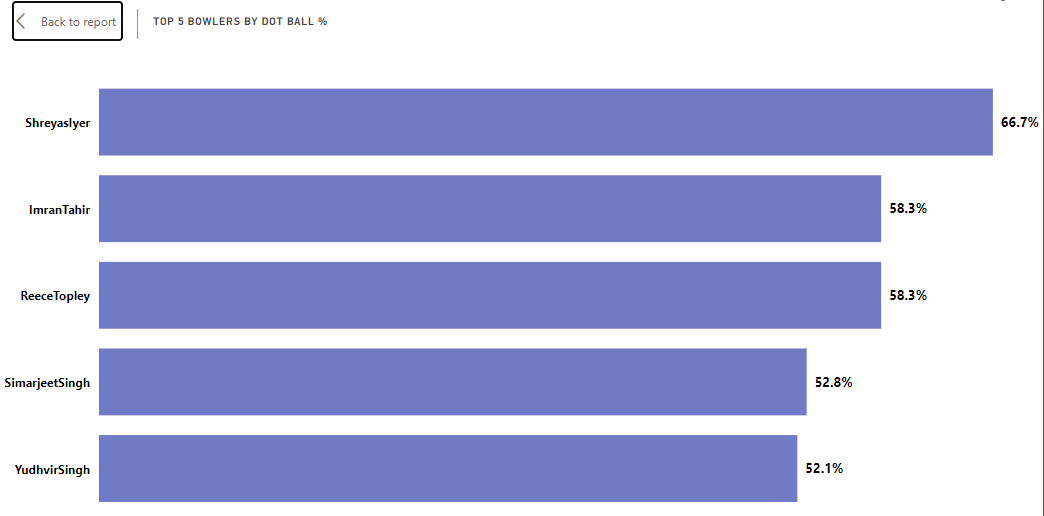 Back to report
TOP 5 BOWLERS BY DOT BALL %
ShreyasIyer 66.7%
ImranTahir 58.3%
ReeceTopley 58.3%
SimarjeetSingh 52.8%
YudhvirSingh 52.1%